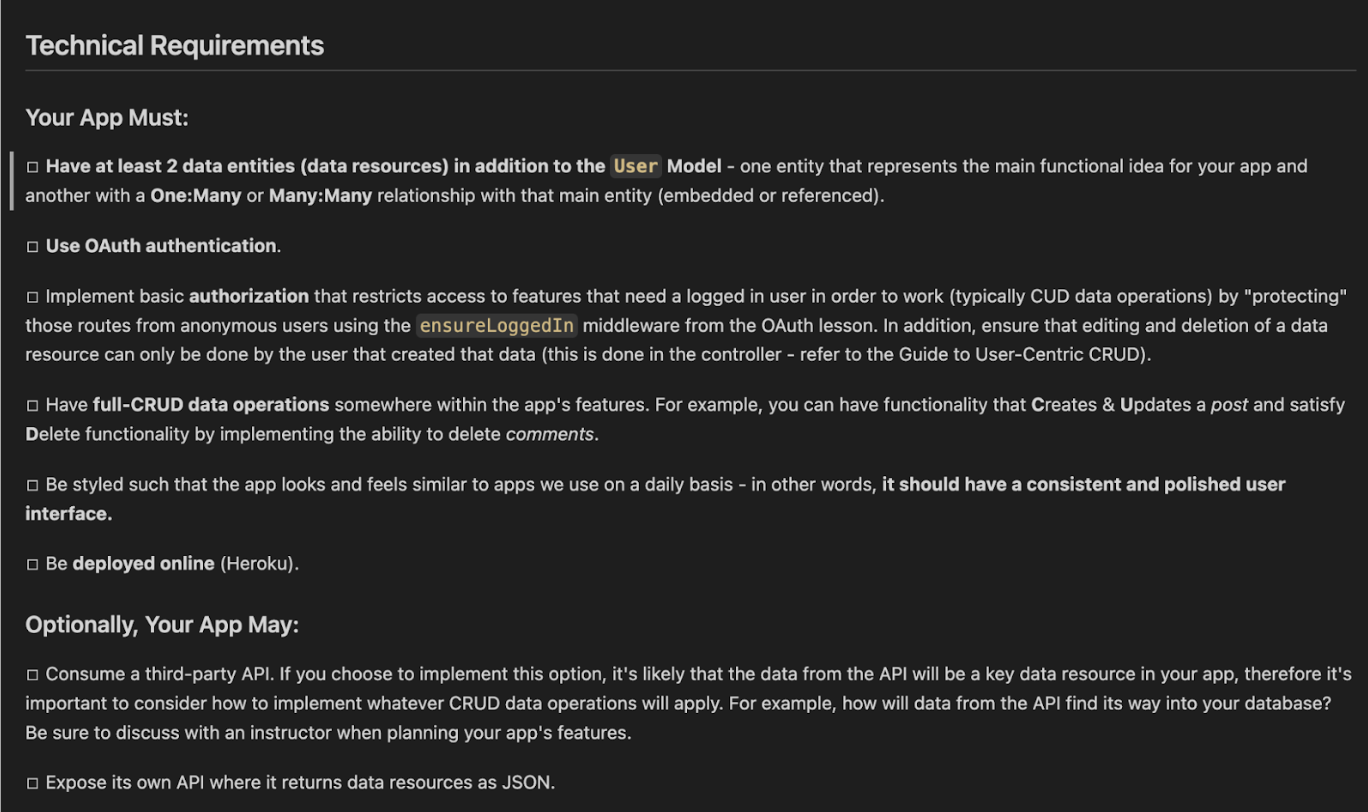 Technical Requirements
Your App Must:
☐ Have at least 2 data entities (data resources) in addition to the User Model - one entity that represents the main functional idea for your app and
another with a One:Many or Many:Many relationship with that main entity (embedded or referenced).
☐ Use OAuth authentication.
☐ Implement basic authorization that restricts access to features that need a logged in user in order to work (typically CUD data operations) by "protecting"
those routes from anonymous users using the ensureLoggedIn middleware from the OAuth lesson. In addition, ensure that editing and deletion of a data
resource can only be done by the user that created that data (this is done in the controller - refer to the Guide to User-Centric CRUD).
☐ Have full-CRUD data operations somewhere within the app's features. For example, you can have functionality that Creates & Updates a post and satisfy
Delete functionality by implementing the ability to delete comments.
☐ Be styled such that the app looks and feels similar to apps we use on a daily basis - in other words, it should have a consistent and polished user
interface.
☐ Be deployed online (Heroku).
Optionally, Your App May:
☐ Consume a third-party API. If you choose to implement this option, it's likely that the data from the API will be a key data resource in your app, therefore it's
important to consider how to implement whatever CRUD data operations will apply. For example, how will data from the API find its way into your database?
Be sure to discuss with an instructor when planning your app's features.
☐ Expose its own API where it returns data resources as JSON.